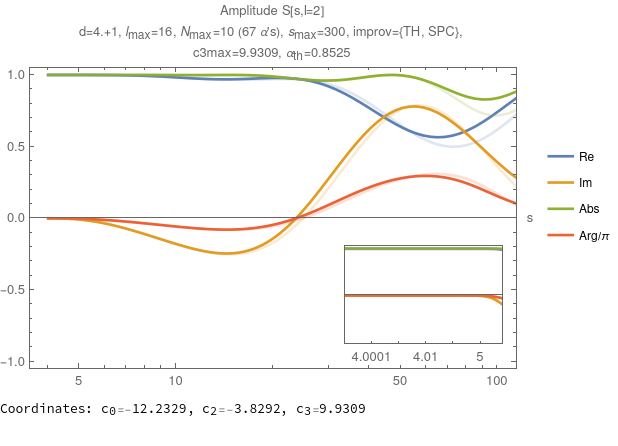 Amplitude S[s,l=2]
d=4.+1, lmax=16, Nmax=10 (67 α's), smax=300, improv={TH, SPC},
c3max=9.9309, αth=0.8525
1.0
0.5
0.0
-0.5
-1.0
s
Re
Im
Abs
Arg/π
4.0001 4.01 5
5 10 50 100
Coordinates: c0=-12.2329, c2=-3.8292, c3=9.9309